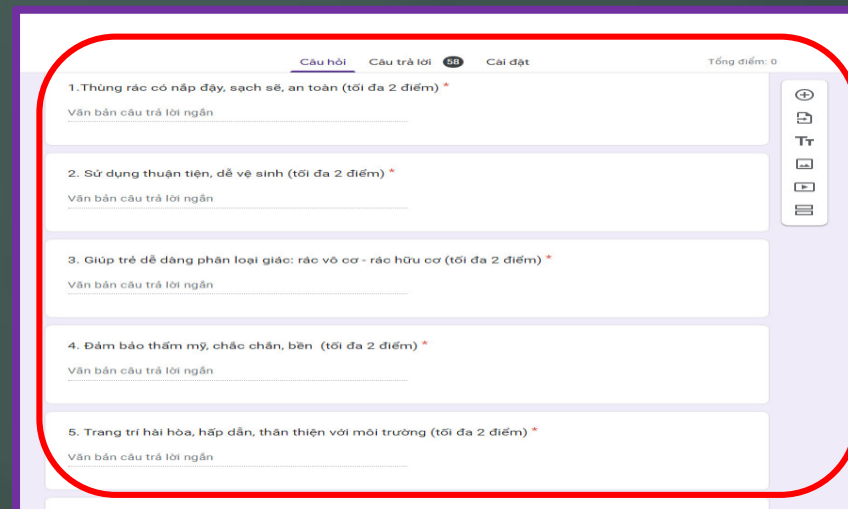 Câu hỏi Câu trả lời 58 Cài đặt Tổng điểm: 0
1.Thùng rác có nắp đậy, sạch sẽ, an toàn (tối đa 2 điểm) *
Văn bản câu trả lời ngắn
2. Sử dụng thuận tiện, dễ vệ sinh (tối đa 2 điểm) *
Văn bản câu trả lời ngắn
3. Giúp trẻ dễ dàng phân loại giác: rác vô cơ - rác hữu cơ (tối đa 2 điểm) *
Văn bản câu trả lời ngắn
4. Đảm bảo thẩm mỹ, chắc chắn, bền (tối đa 2 điểm) *
Văn bản câu trả lời ngắn
5. Trang trí hài hòa, hấp dẫn, thân thiện với môi trường (tối đa 2 điểm) *
Văn bản câu trả lời ngắn